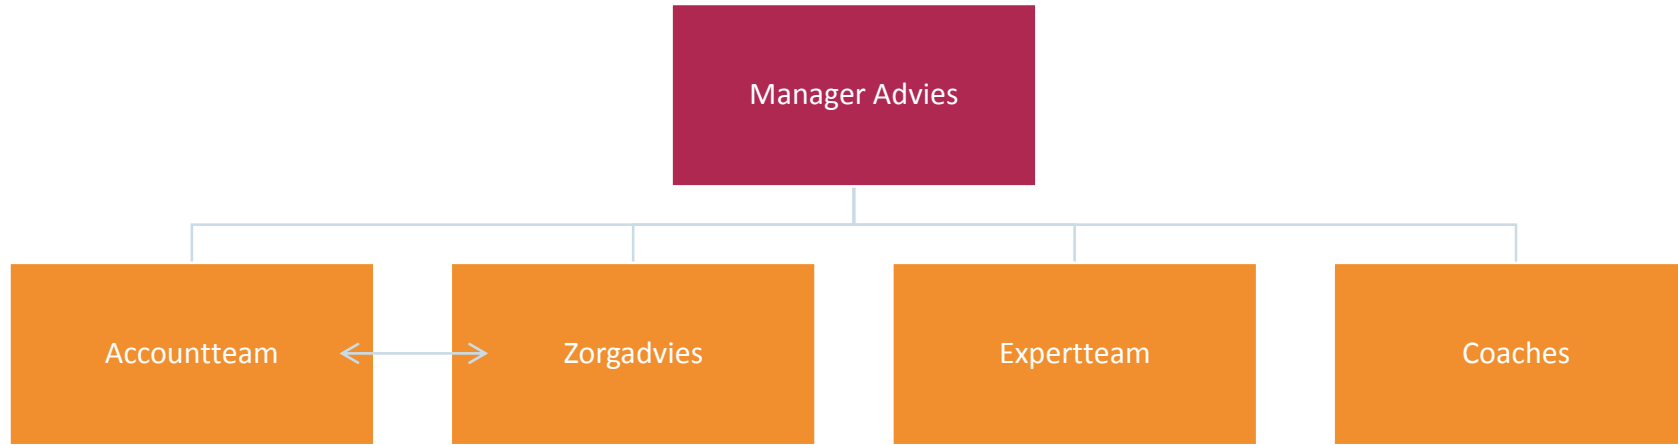 Manager Advies
Accountteam
Zorgadvies
Expertteam
Coaches